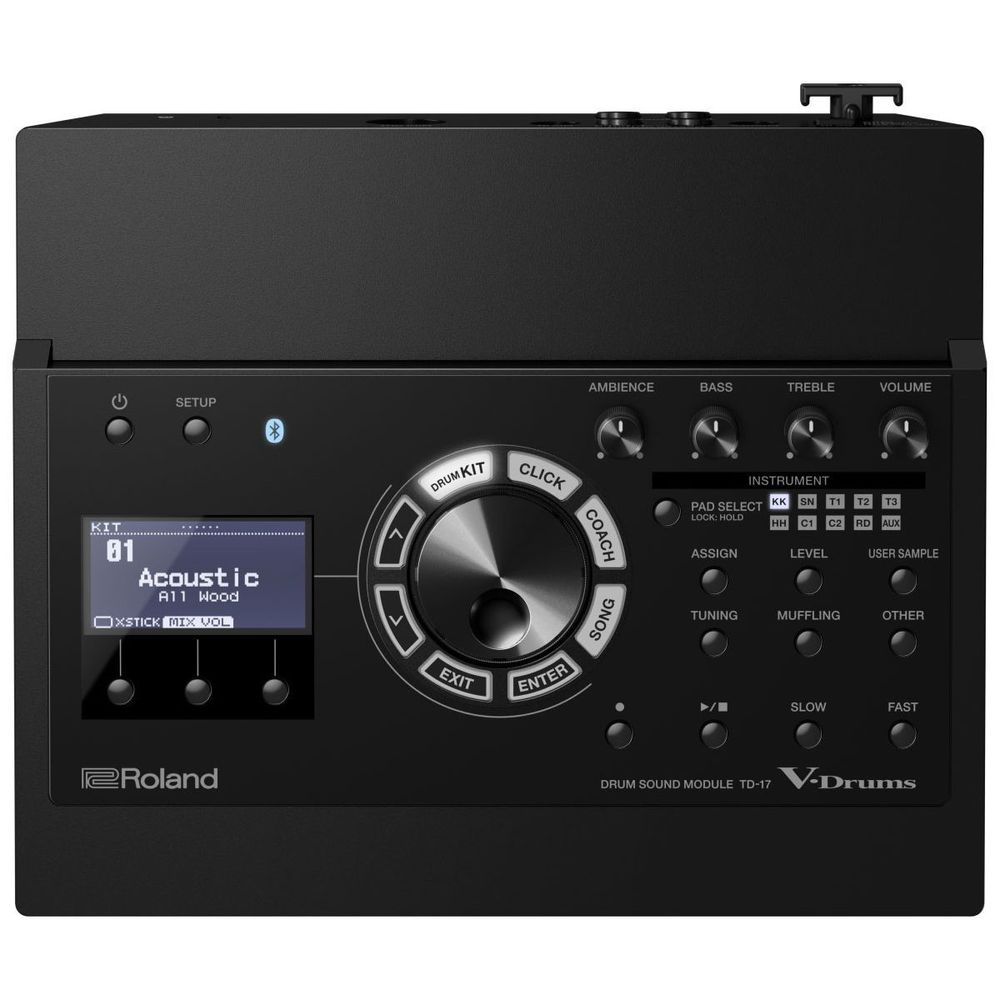 AMBIENCE BASS TREBLE VOLUME
SETUP
INSTRUMENT
PAD SELECT
LOCK: HOLD
KK SN T1 T2 T3
HH C1 C2 RD AUX
DRUM KIT
CLICK
COACH
SONG
ENTER
EXIT
KIT
01
Acoustic
All Wood
XSTICK MIX VOL
ASSIGN LEVEL USER SAMPLE
TUNING MUFFLING OTHER
SLOW FAST
Roland
DRUM SOUND MODULE TD-17 V-Drums